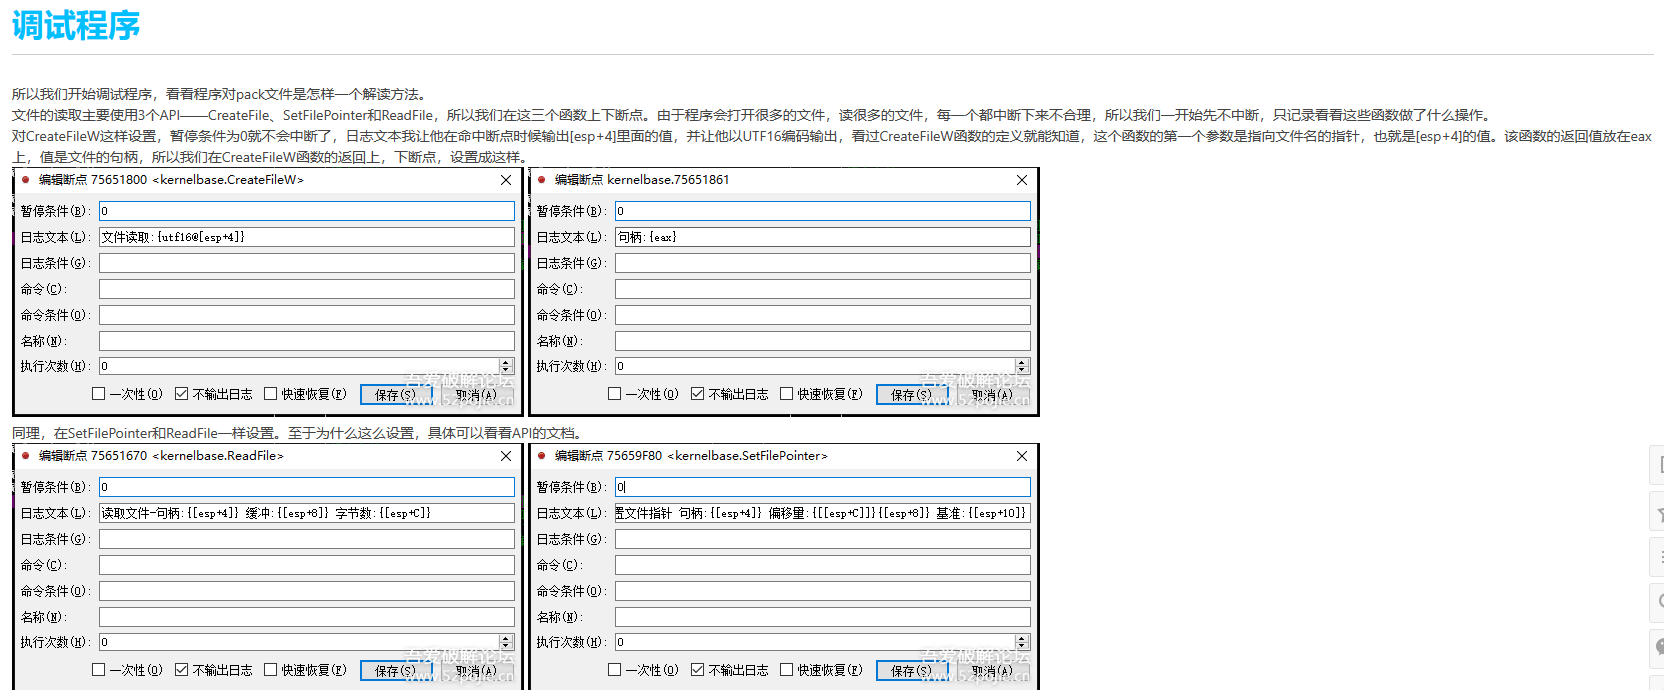 调试程序
所以我们开始调试程序，看看程序对pack文件是怎样一个解读方法。
文件的读取主要使用3个API——CreateFile、SetFilePointer和ReadFile，所以我们在这三个函数上下断点。由于程序会打开很多的文件，读很多的文件，每一个都中断下来不合理，所以我们一开始先不中断，只记录看看这些函数做了什么操作。
对CreateFileW这样设置，暂停条件为0就不会中断了，日志文本我让他在命中断点时候输出[esp+4]里面的值，并让他以UTF16编码输出，看过CreateFileW函数的定义就能知道，这个函数的第一个参数是指向文件名的指针，也就是[esp+4]的值。该函数的返回值放在eax
上，值是文件的句柄，所以我们在CreateFileW函数的返回上，下断点，设置成这样。
编辑断点 75651800 <kernelbase.CreateFileW>
暂停条件(B): 0
日志文本(L): 文件读取:{utf16@[esp+4]}
日志条件(G):
命令(C):
命令条件(O):
名称(N):
执行次数(H): 0
一次性(O) 不输出日志 快速恢复(F) 保存(S) 取消(A)
吾爱破解论坛
www.52pojie.cn
编辑断点 kernelbase.75651861
暂停条件(B): 0
日志文本(L): 句柄:{eax}
日志条件(G):
命令(C):
命令条件(O):
名称(N):
执行次数(H): 0
一次性(O) 不输出日志 快速恢复(F) 保存(S) 取消(A)
吾爱破解论坛
www.52pojie.cn
同理，在SetFilePointer和ReadFile一样设置。至于为什么这么设置，具体可以看看API的文档。
编辑断点 75651670 <kernelbase.ReadFile>
暂停条件(B): 0
日志文本(L): 读取文件-句柄:{[esp+4]} 缓冲:{[esp+8]} 字节数:{[esp+C]}
日志条件(G):
命令(C):
命令条件(O):
名称(N):
执行次数(H): 0
一次性(O) 不输出日志 快速恢复(F) 保存(S) 取消(A)
吾爱破解论坛
www.52pojie.cn
编辑断点 75659F80 <kernelbase.SetFilePointer>
暂停条件(B): 0
日志文本(L): 置文件指针 句柄:{[esp+4]} 偏移量:{[[esp+C]]}{[esp+8]} 基准:{[esp+10]}
日志条件(G):
命令(C):
命令条件(O):
名称(N):
执行次数(H): 0
一次性(O) 不输出日志 快速恢复(F) 保存(S) 取消(A)
吾爱破解论坛
www.52pojie.cn